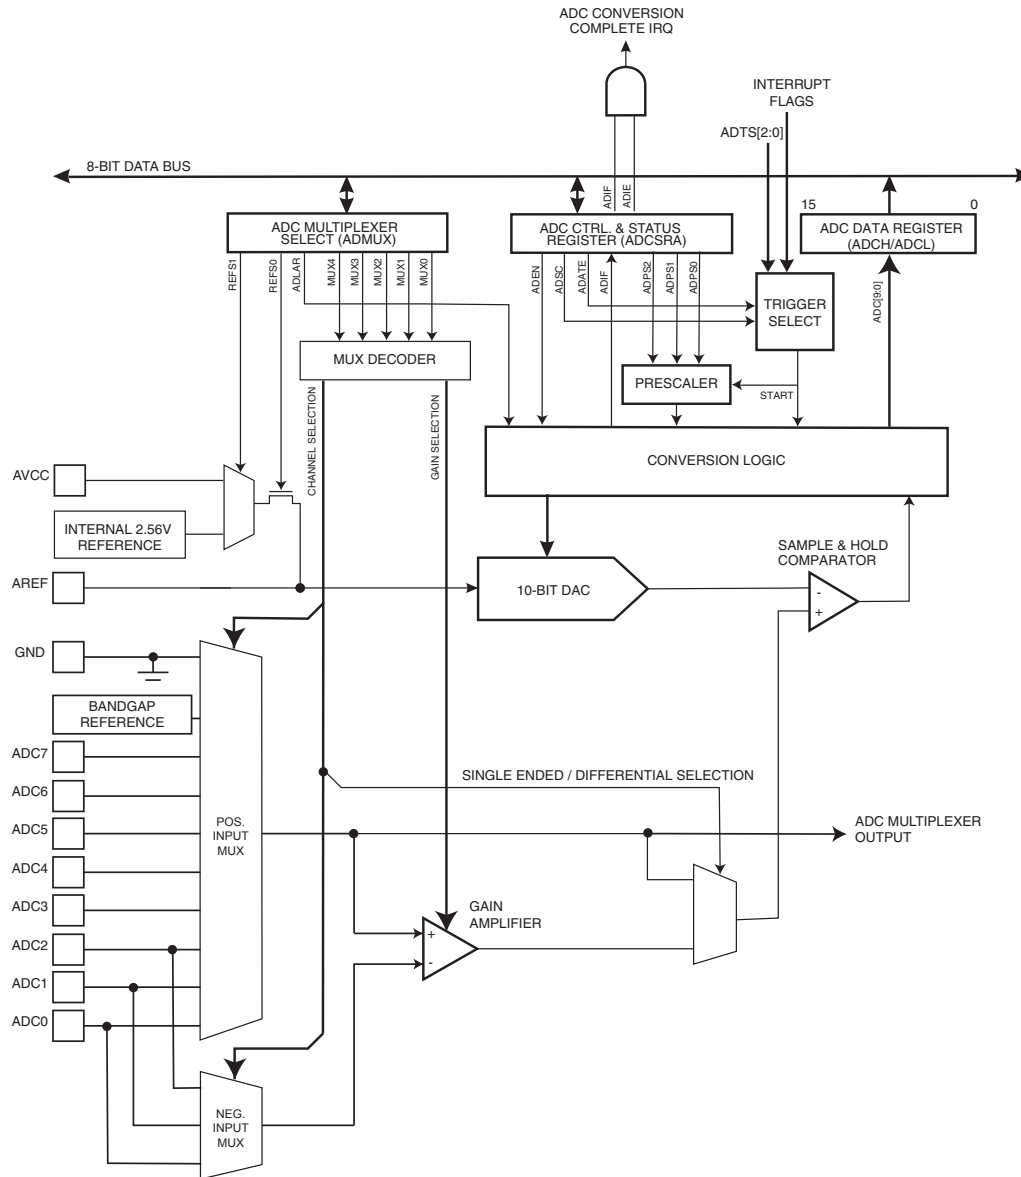 ADC CONVERSION
COMPLETE IRQ
INTERRUPT
FLAGS
ADTS[2:0]
8-BIT DATA BUS
ADIF
ADIE
15
0
ADC MULTIPLEXER
SELECT (ADMUX)
ADC CTRL. & STATUS
REGISTER (ADCSRA)
ADC DATA REGISTER
(ADCH/ADCL)
REFS1
REFS0
ADLAR
MUX4
MUX3
MUX2
MUX1
MUX0
ADEN
ADSC
ADATE
ADIF
ADPS2
ADPS1
ADPS0
ADC[9:0]
TRIGGER
SELECT
MUX DECODER
PRESCALER
START
CHANNEL SELECTION
GAIN SELECTION
CONVERSION LOGIC
AVCC
INTERNAL 2.56V
REFERENCE
SAMPLE & HOLD
COMPARATOR
AREF
10-BIT DAC
-
+
GND
BANDGAP
REFERENCE
ADC7
SINGLE ENDED / DIFFERENTIAL SELECTION
ADC6
ADC5
POS.
INPUT
MUX
ADC MULTIPLEXER
OUTPUT
ADC4
ADC3
GAIN
AMPLIFIER
+
-
ADC2
ADC1
ADC0
NEG.
INPUT
MUX